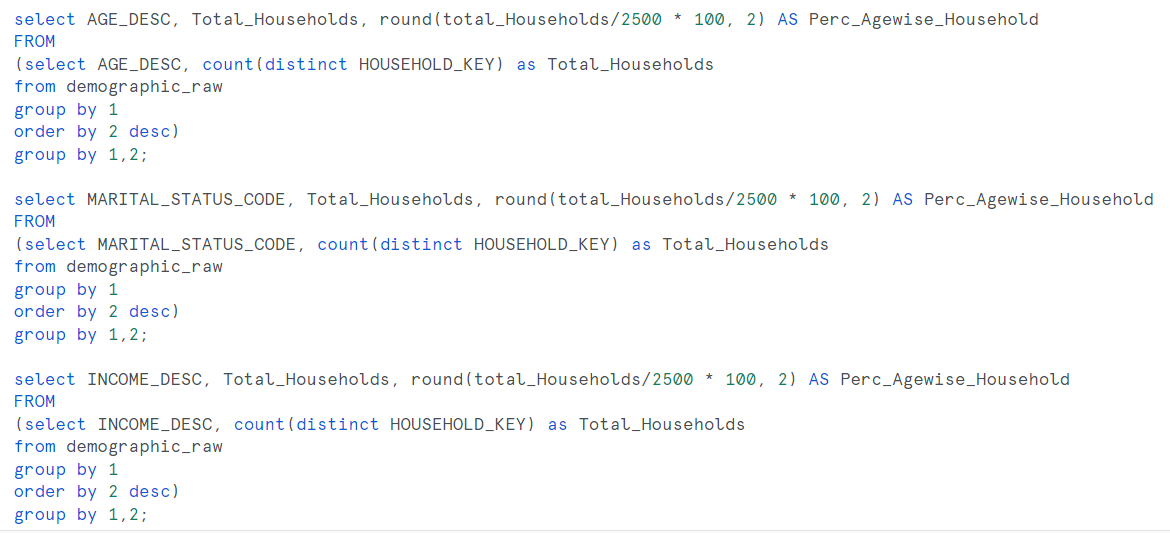 select AGE_DESC, Total_Households, round(total_Households/2500 * 100, 2) AS Perc_Agewise_Household
FROM
(select AGE_DESC, count(distinct HOUSEHOLD_KEY) as Total_Households
from demographic_raw
group by 1
order by 2 desc)
group by 1,2;

select MARITAL_STATUS_CODE, Total_Households, round(total_Households/2500 * 100, 2) AS Perc_Agewise_Household
FROM
(select MARITAL_STATUS_CODE, count(distinct HOUSEHOLD_KEY) as Total_Households
from demographic_raw
group by 1
order by 2 desc)
group by 1,2;

select INCOME_DESC, Total_Households, round(total_Households/2500 * 100, 2) AS Perc_Agewise_Household
FROM
(select INCOME_DESC, count(distinct HOUSEHOLD_KEY) as Total_Households
from demographic_raw
group by 1
order by 2 desc)
group by 1,2;